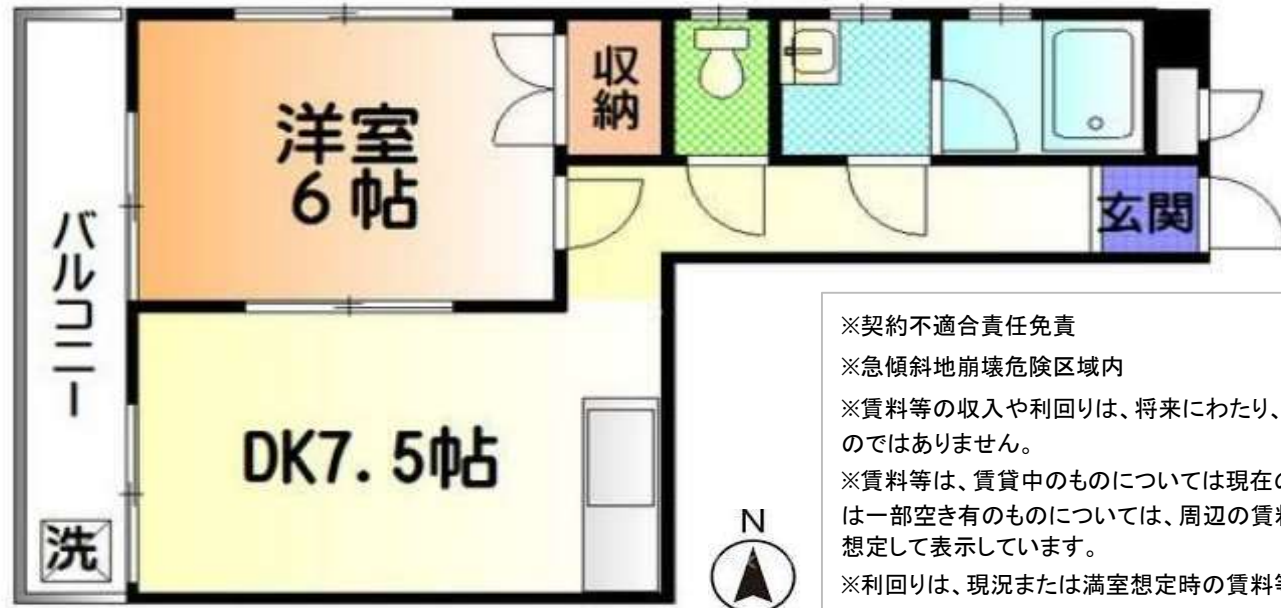 洋室
6帖
収納
バルコニー
玄関
DK7.5帖
洗
N
※契約不適合責任免責
※急傾斜地崩壊危険区域内
※賃料等の収入や利回りは、将来にわたり、
のではありません。
※賃料等は、賃貸中のものについては現在の
は一部空き有のものについては、周辺の賃料
想定して表示しています。
※利回りは、現況または満室想定時の賃料等